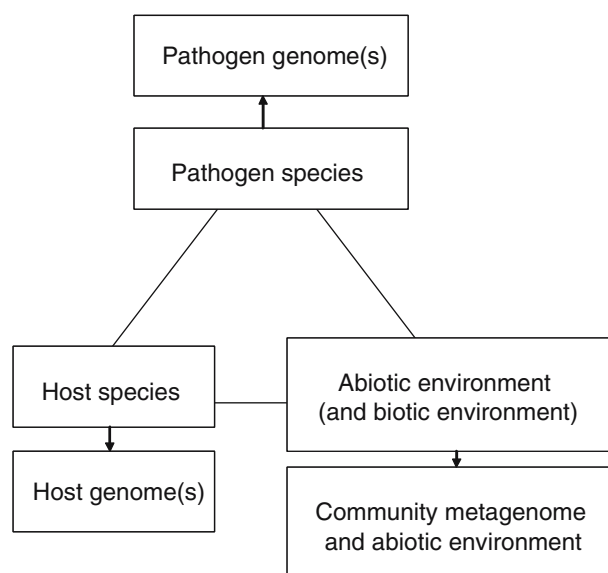 Pathogen genome(s)
Pathogen species
Host species
Abiotic environment
(and biotic environment)
Host genome(s)
Community metagenome
and abiotic environment